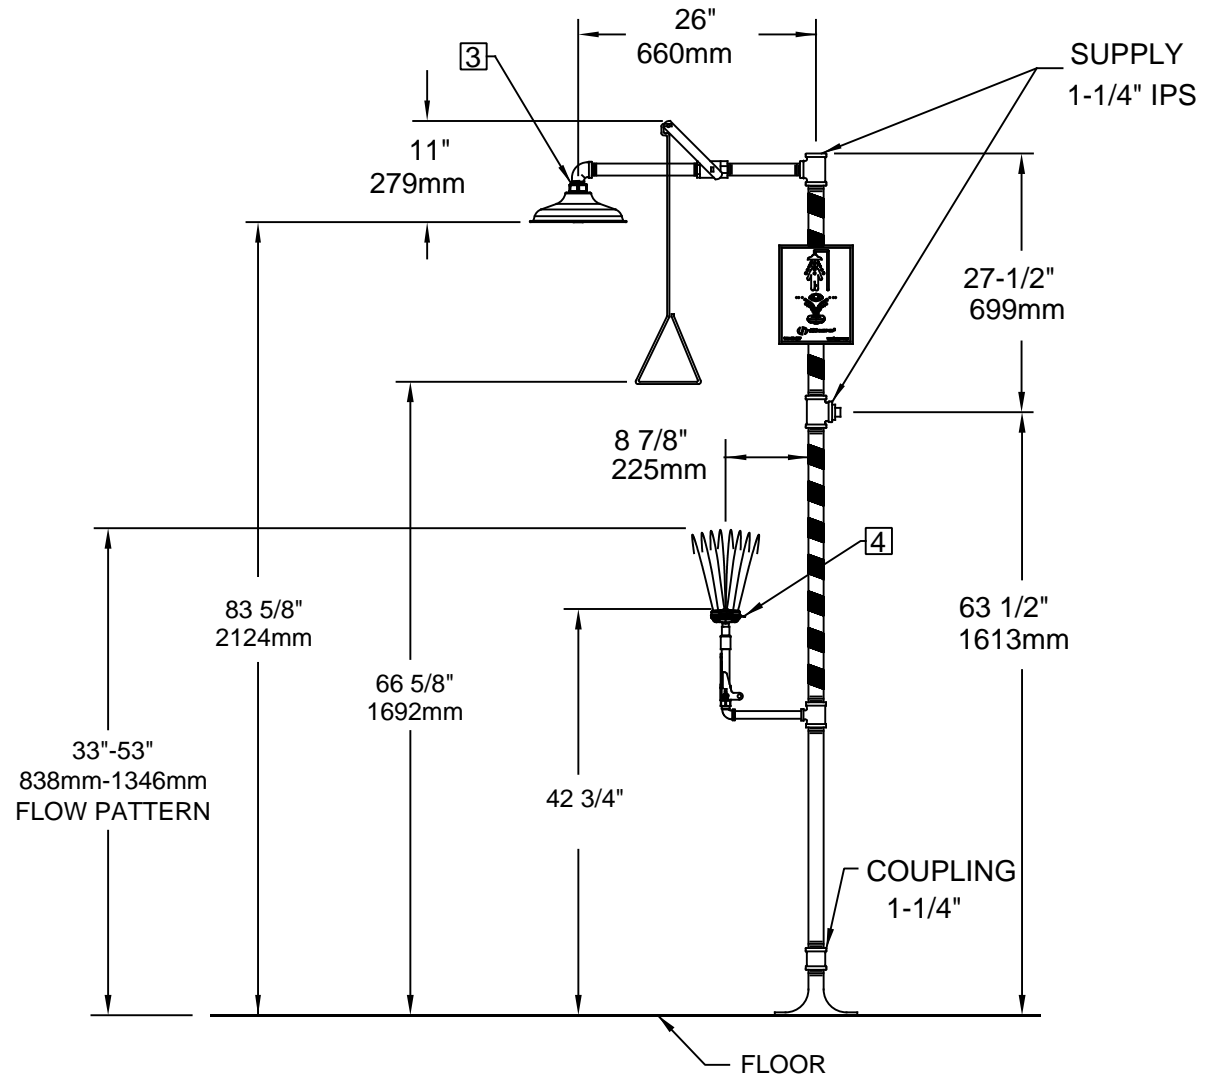 26"
660mm
3
SUPPLY
1-1/4" IPS
11"
279mm
27-1/2"
699mm
8 7/8"
225mm
4
83 5/8"
2124mm
63 1/2"
1613mm
66 5/8"
1692mm
33"-53"
838mm-1346mm
FLOW PATTERN
42 3/4"
COUPLING
1-1/4"
FLOOR